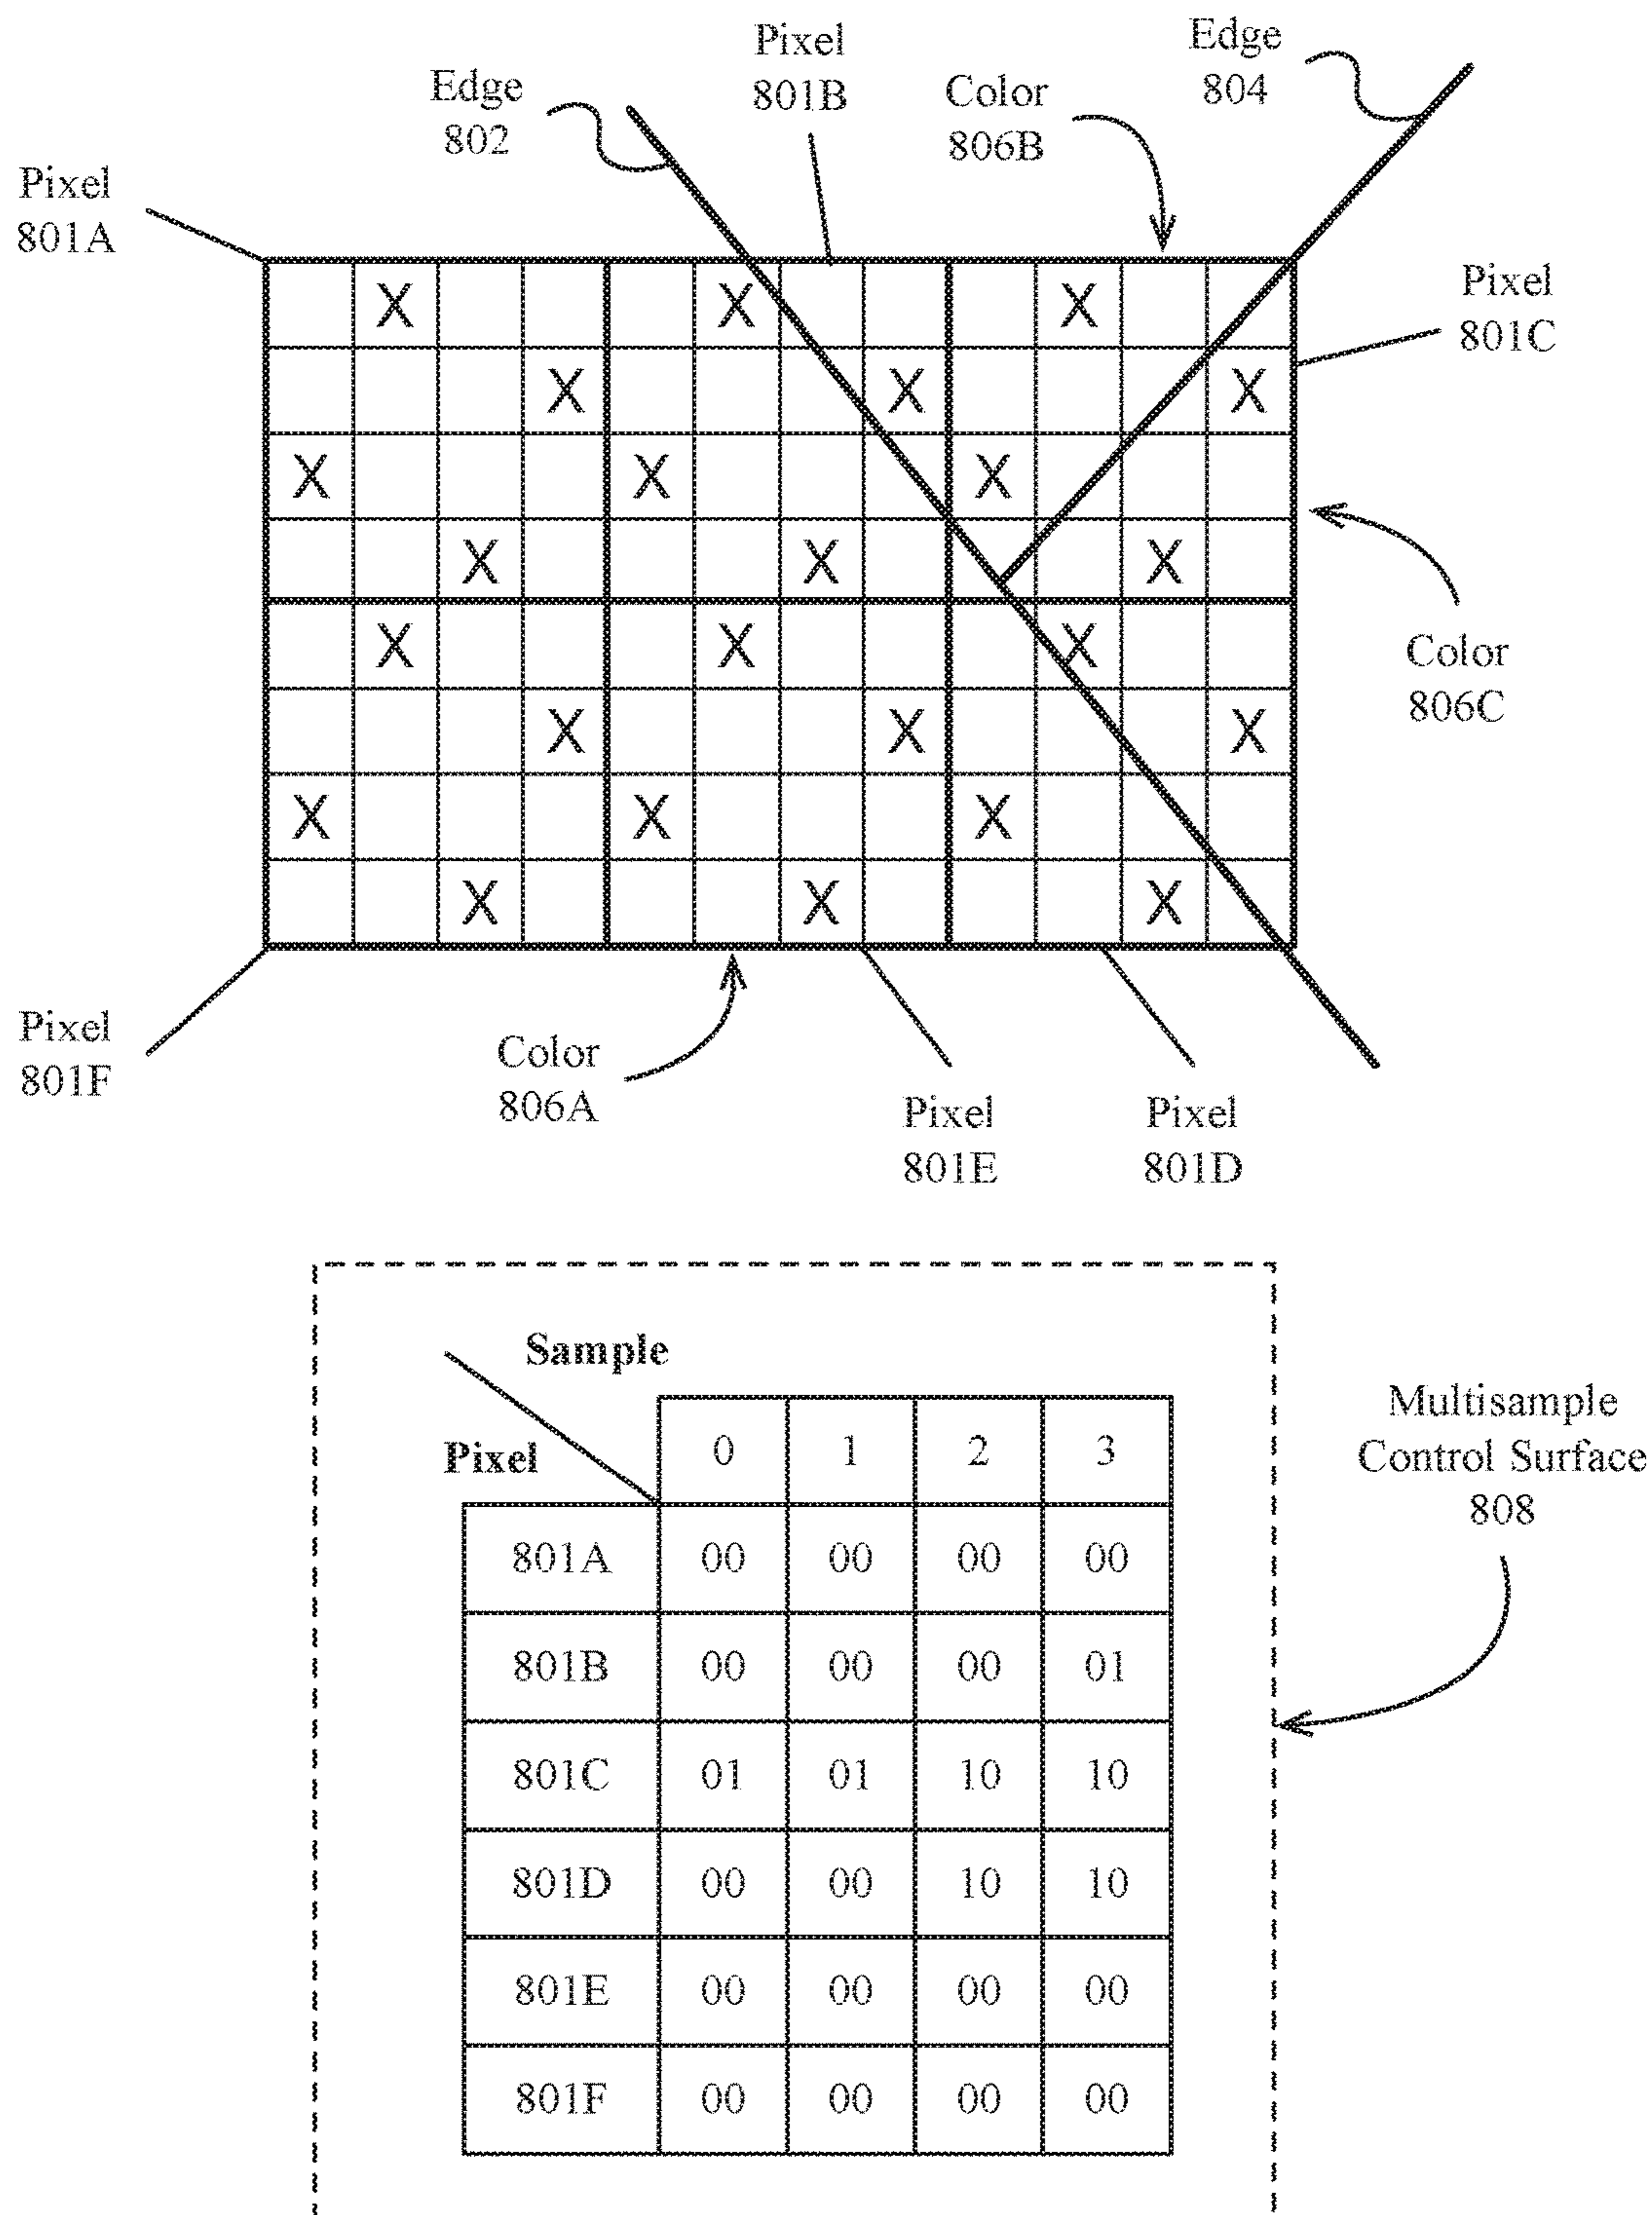 Edge
802
Pixel
801B
Color
806B
Edge
804
Pixel
801A
Pixel
801C
X X X
X X X
X X X
X X X
X X X
X X X
X X X
X X X
Color
806C
Pixel
801F
Color
806A
Pixel
801E
Pixel
801D
Sample
Pixel
0 1 2 3
801A 00 00 00 00
801B 00 00 00 01
801C 01 01 10 10
801D 00 00 10 10
801E 00 00 00 00
801F 00 00 00 00
Multisample
Control Surface
808